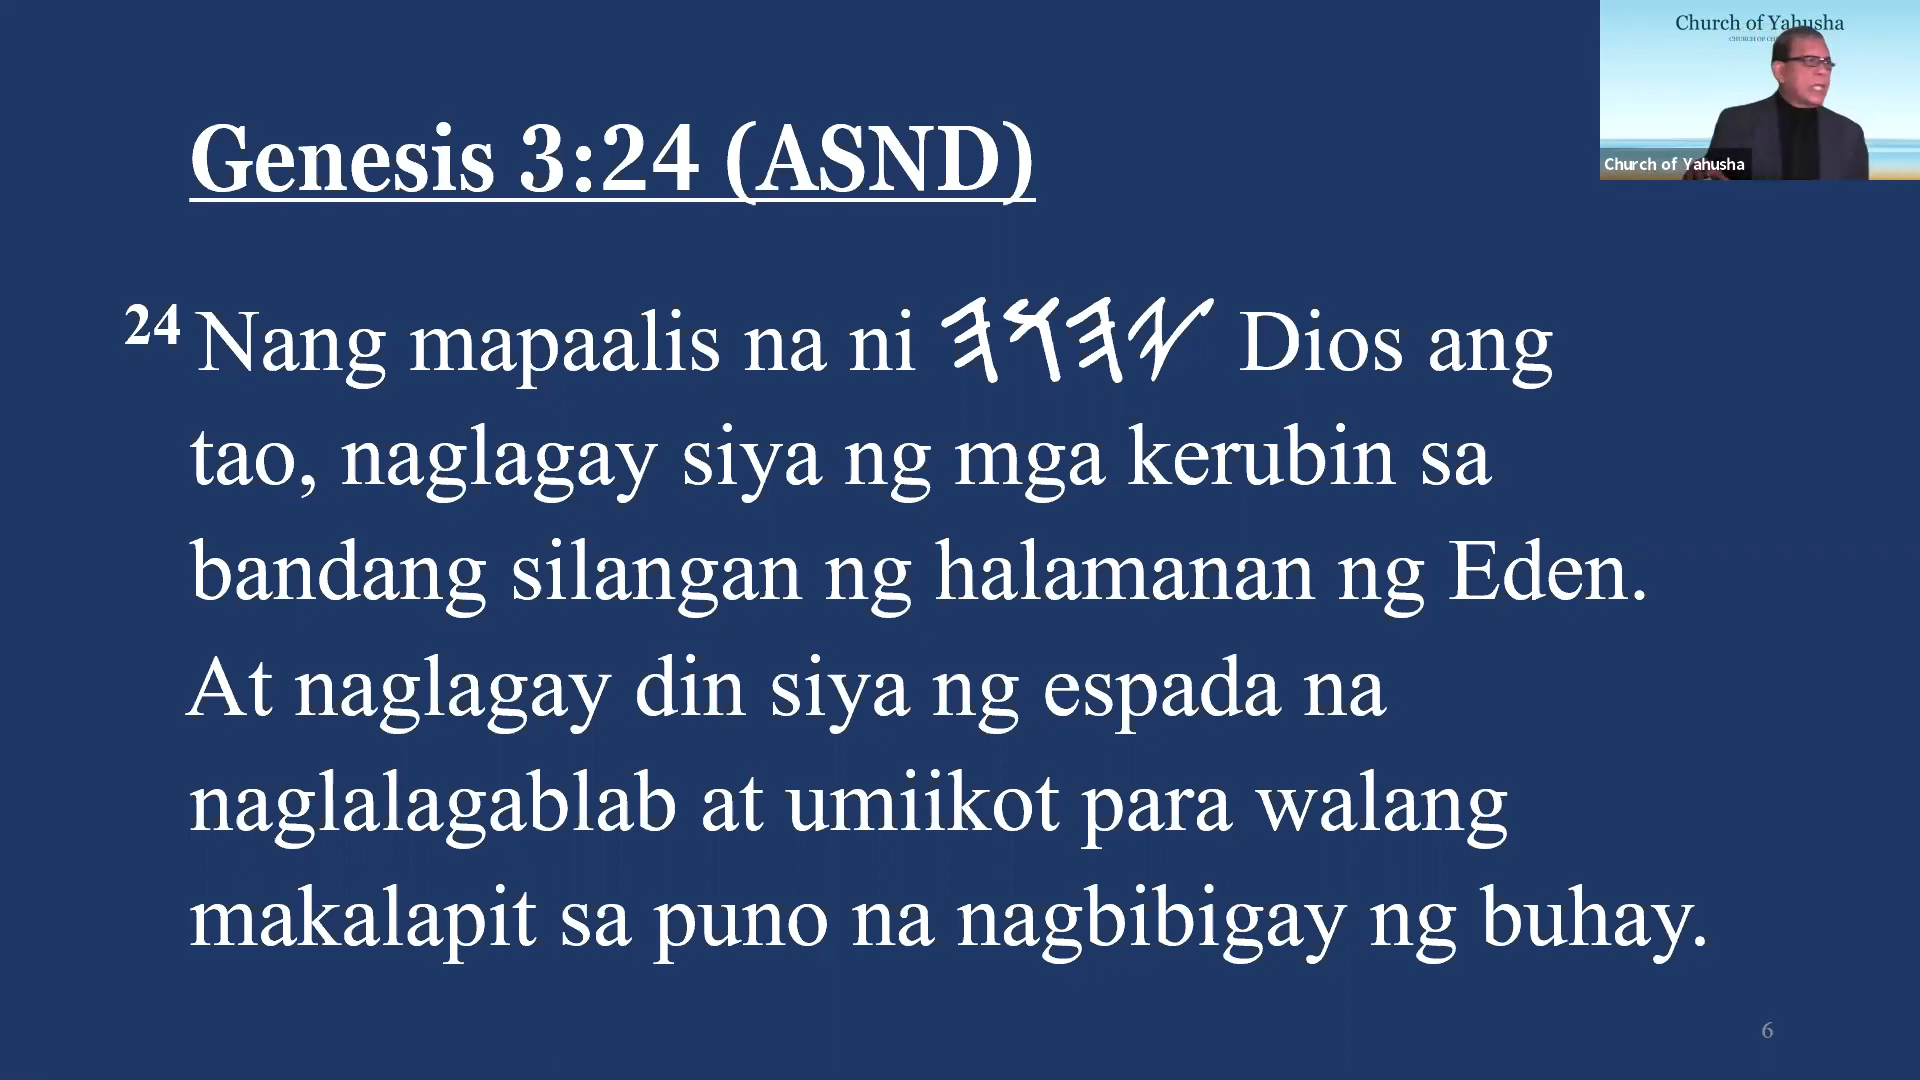 Church of Yahusha
Genesis 3:24 (ASND)
Church of Yahusha
24 Nang mapaalis na ni 𐤉𐤄𐤅𐤄 Dios ang
tao, naglagay siya ng mga kerubin sa
bandang silangan ng halamanan ng Eden.
At naglagay din siya ng espada na
naglalagablab at umiikot para walang
makalapit sa puno na nagbibigay ng buhay.
6